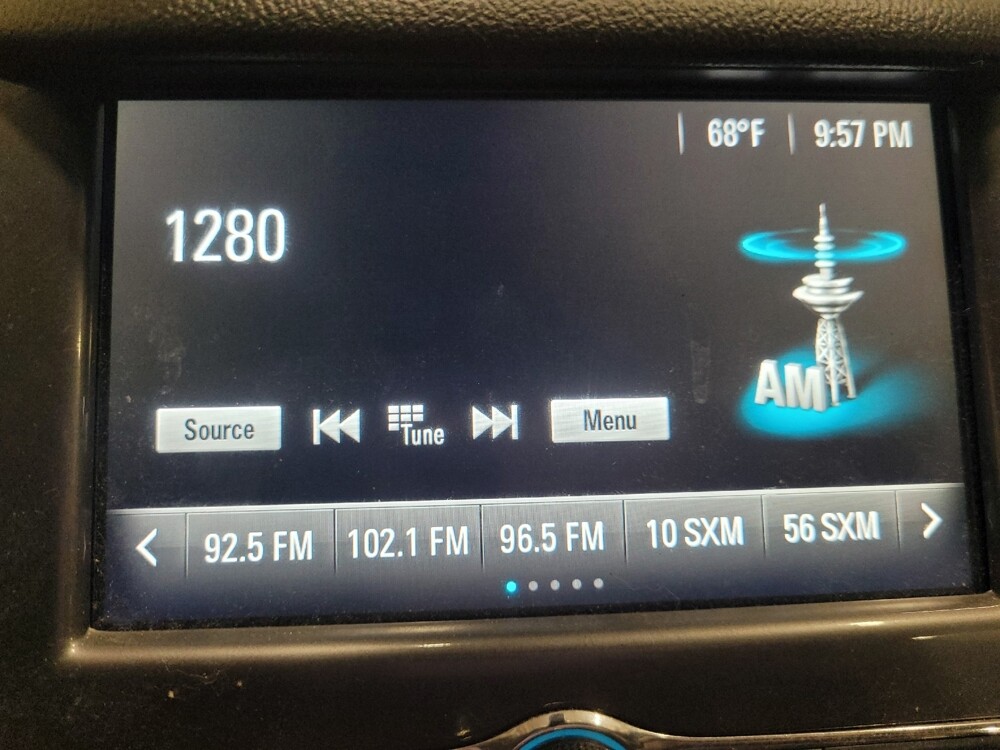 68°F 9:57 PM
1280
AM
Source Tune Menu
92.5 FM 102.1 FM 96.5 FM 10 SXM 56 SXM